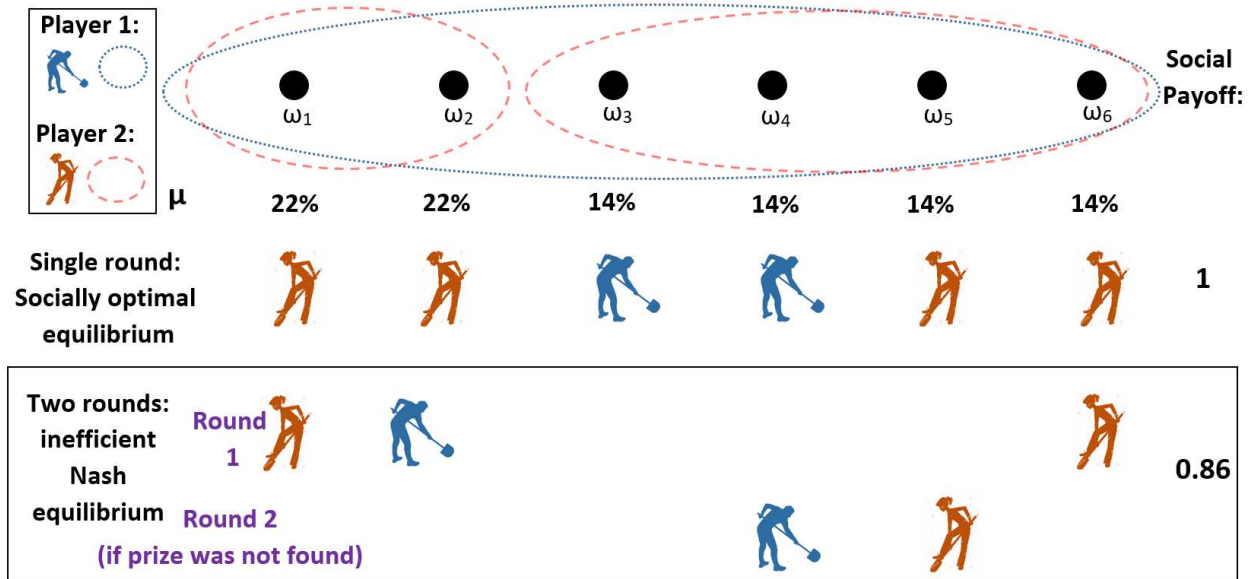 Player 1:
Player 2:
ω1 ω2 ω3 ω4 ω5 ω6
Social
Payoff:
μ 22% 22% 14% 14% 14% 14%
Single round:
Socially optimal
equilibrium
1
Two rounds:
inefficient
Nash
equilibrium
Round
1
0.86
Round 2
(if prize was not found)